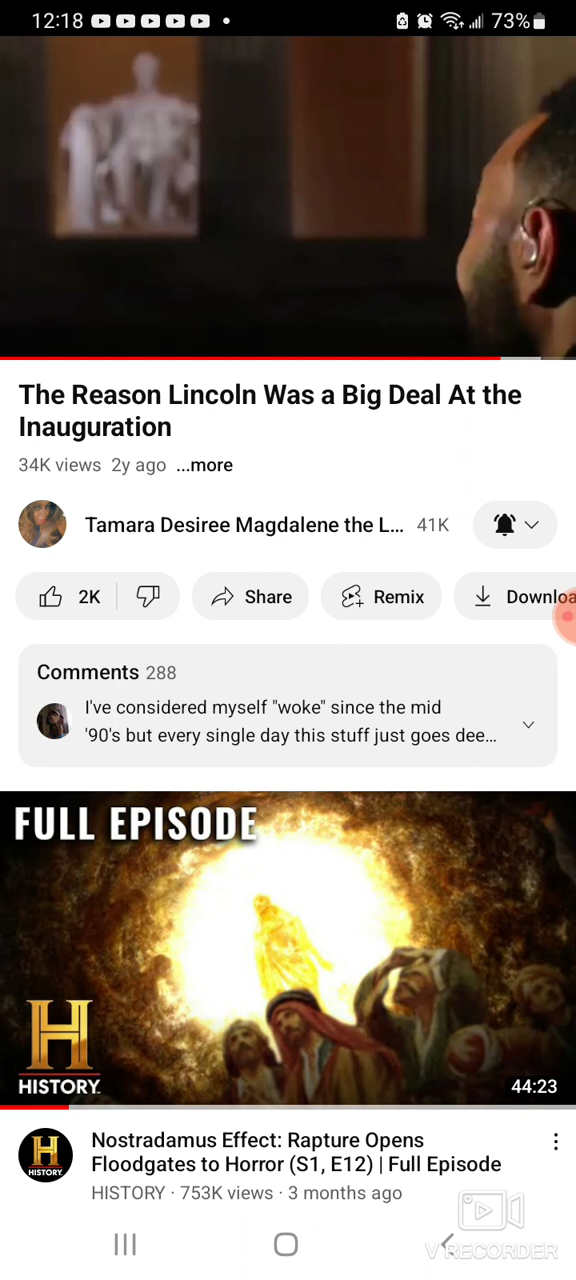 12:18
73%
The Reason Lincoln Was a Big Deal At the
Inauguration
34K views 2y ago ...more
Tamara Desiree Magdalene the L... 41K
2K
Share
Remix
Downloa
Comments 288
I've considered myself "woke" since the mid
'90's but every single day this stuff just goes dee...
FULL EPISODE
H
HISTORY
44:23
H
HISTORY
Nostradamus Effect: Rapture Opens
Floodgates to Horror (S1, E12) | Full Episode
HISTORY · 753K views · 3 months ago
V RECORDER